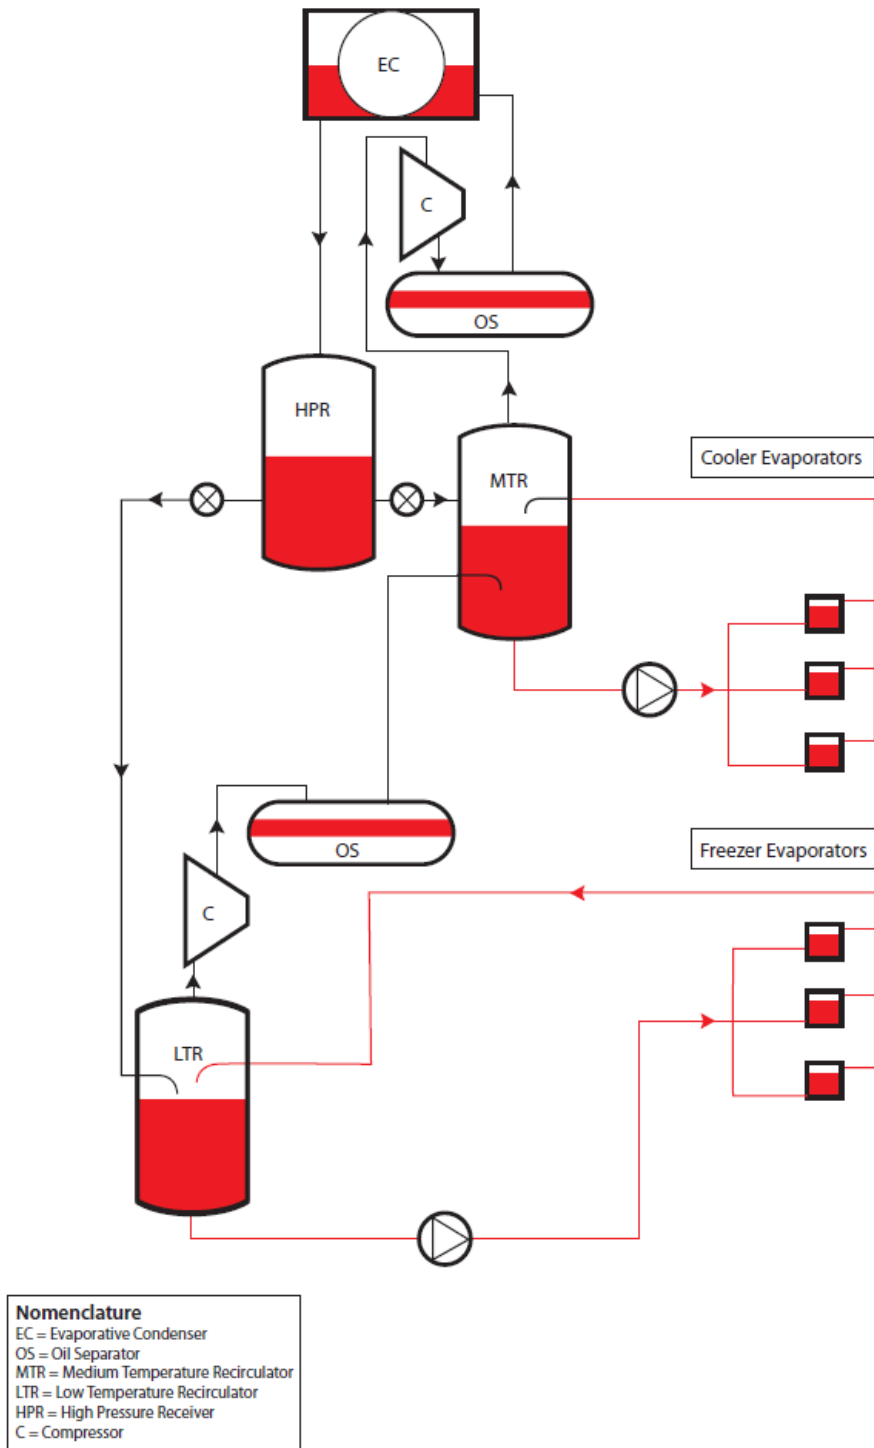 EC
C
OS
HPR
MTR
Cooler Evaporators
OS
Freezer Evaporators
C
LTR
Nomenclature
EC = Evaporative Condenser
OS = Oil Separator
MTR = Medium Temperature Recirculator
LTR = Low Temperature Recirculator
HPR = High Pressure Receiver
C = Compressor